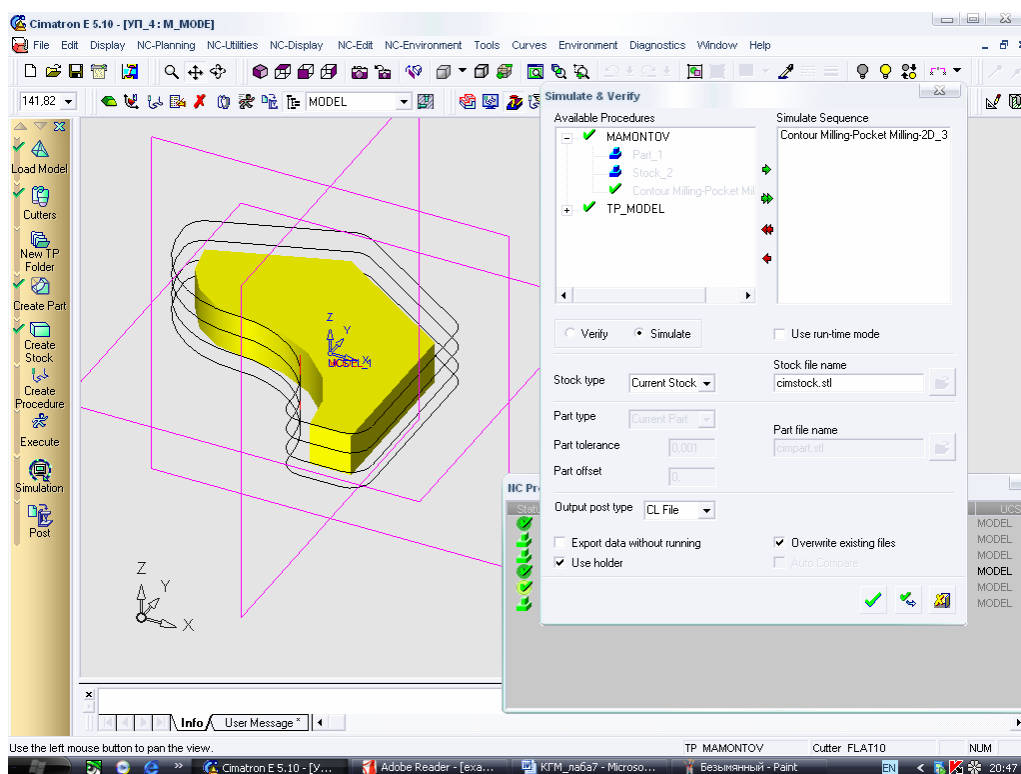 Cimatron E 5.10 - [УП_4 : M_MODE]
File Edit Display NC-Planning NC-Utilities NC-Display NC-Edit NC-Environment Tools Curves Environment Diagnostics Window Help
141,82
MODEL
Load Model
Cutters
New TP
Folder
Create Part
Create
Stock
Create
Procedure
Execute
Simulation
Post
Z
Y
X
Z
Y
X
Simulate & Verify
Available Procedures
MAMONTOV
Part_1
Stock_2
Contour Milling-Pocket Mil
TP_MODEL
Simulate Sequence
Contour Milling-Pocket Milling-2D_3
Verify
Simulate
Use run-time mode
Stock type
Current Stock
Stock file name
cimstock.stl
Part type
Current Part
Part tolerance
0,001
Part offset
0,
Part file name
cimpart.stl
Output post type
CL File
Export data without running
Overwrite existing files
Use holder
Auto Compare
NC Pr
Statu
UCS
MODEL
MODEL
MODEL
MODEL
MODEL
MODEL
Info
User Message *
Use the left mouse button to pan the view.
TP MAMONTOV
Cutter FLAT10
NUM
»
Cimatron E 5.10 - [У...
Adobe Reader - [exa...
КГМ_лаба7 - Microso...
Безымянный - Paint
EN
20:47